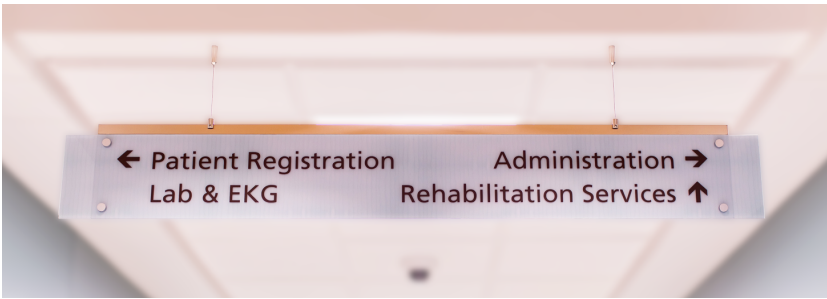 ← Patient Registration
Lab & EKG
Administration →
Rehabilitation Services ↑